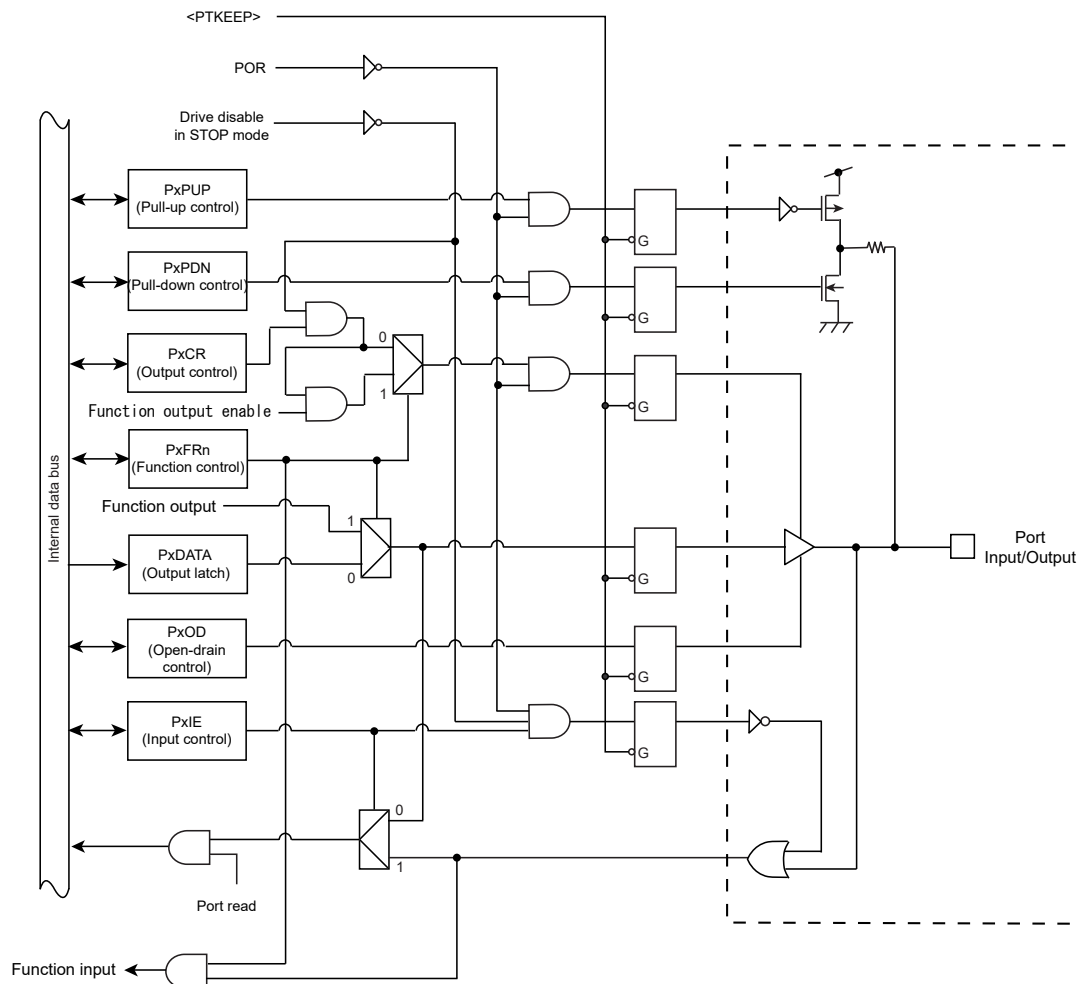 <PTKEEP>
POR
Drive disable
in STOP mode
PxPUP
(Pull-up control)
G
PxPDN
(Pull-down control)
G
PxCR
(Output control)
0
1
G
Function output enable
PxFRn
(Function control)
Internal data bus
Function output
1
0
PxDATA
(Output latch)
G
Port
Input/Output
PxOD
(Open-drain
control)
G
PxIE
(Input control)
G
0
1
Port read
Function input